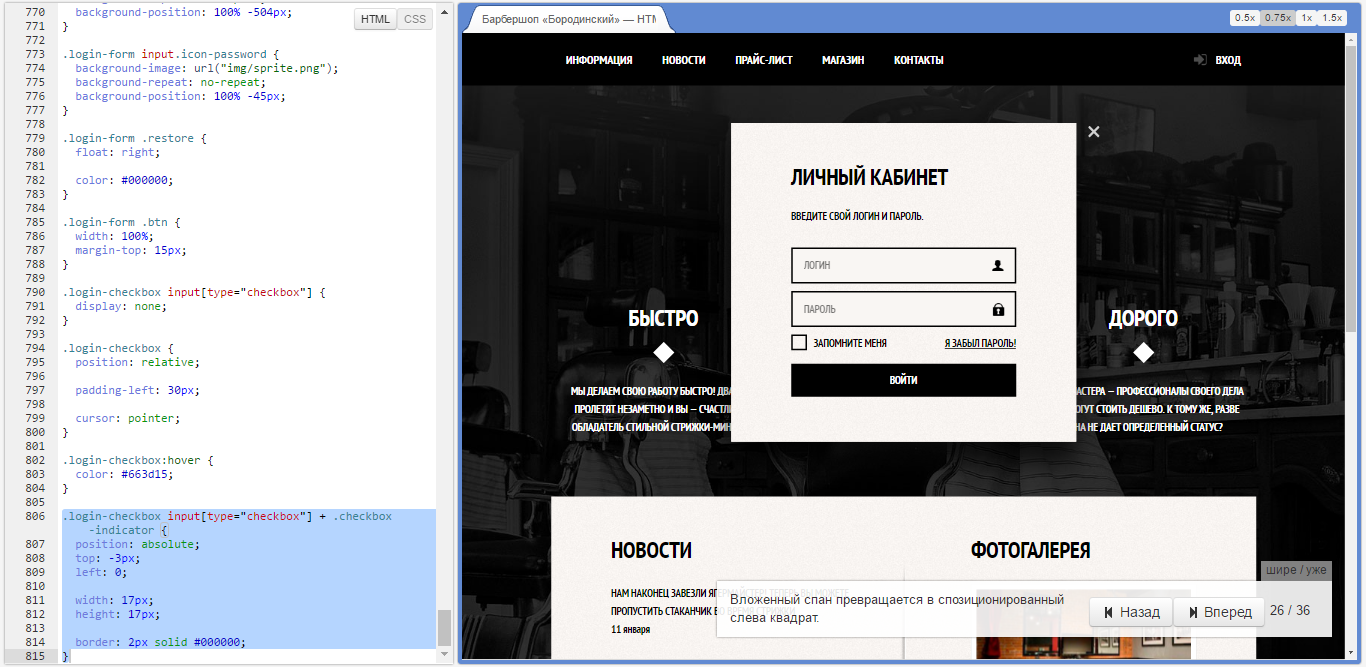 770 background-position: 100% -504px;
771 }
772
773 .login-form input.icon-password {
774 background-image: url("img/sprite.png");
775 background-repeat: no-repeat;
776 background-position: 100% -45px;
777 }
778
779 .login-form .restore {
780 float: right;
781
782 color: #000000;
783 }
784
785 .login-form .btn {
786 width: 100%;
787 margin-top: 15px;
788 }
789
790 .login-checkbox input[type="checkbox"] {
791 display: none;
792 }
793
794 .login-checkbox {
795 position: relative;
796
797 padding-left: 30px;
798
799 cursor: pointer;
800 }
801
802 .login-checkbox:hover {
803 color: #663d15;
804 }
805
806 .login-checkbox input[type="checkbox"] + .checkbox
-indicator {
807 position: absolute;
808 top: -3px;
809 left: 0;
810
811 width: 17px;
812 height: 17px;
813
814 border: 2px solid #000000;
815 }
HTML CSS
Барбершоп «Бородинский» — HTM
0.5x 0.75x 1x 1.5x
ИНФОРМАЦИЯ НОВОСТИ ПРАЙС-ЛИСТ МАГАЗИН КОНТАКТЫ ВХОД
ЛИЧНЫЙ КАБИНЕТ
ВВЕДИТЕ СВОЙ ЛОГИН И ПАРОЛЬ.
ЛОГИН
ПАРОЛЬ
ЗАПОМНИТЕ МЕНЯ Я ЗАБЫЛ ПАРОЛЬ!
ВОЙТИ
БЫСТРО
МЫ ДЕЛАЕМ СВОЮ РАБОТУ БЫСТРО! ДВА
ПРОЛЕТЯТ НЕЗАМЕТНО И ВЫ — СЧАСТЛИ
ОБЛАДАТЕЛЬ СТИЛЬНОЙ СТРИЖКИ-МИН
ДОРОГО
АСТЕРА — ПРОФЕССИОНАЛЫ СВОЕГО ДЕЛА
ОГУТ СТОИТЬ ДЕШЕВО. К ТОМУ ЖЕ, РАЗВЕ
НА НЕ ДАЕТ ОПРЕДЕЛЕННЫЙ СТАТУС?
НОВОСТИ
НАМ НАКОНЕЦ ЗАВЕЗЛИ
ПРОПУСТИТЬ СТАКАНЧИК
11 января
ФОТОГАЛЕРЕЯ
шире / уже
Вложенный спан превращается в спозиционированный
слева квадрат.
Назад Вперед 26 / 36